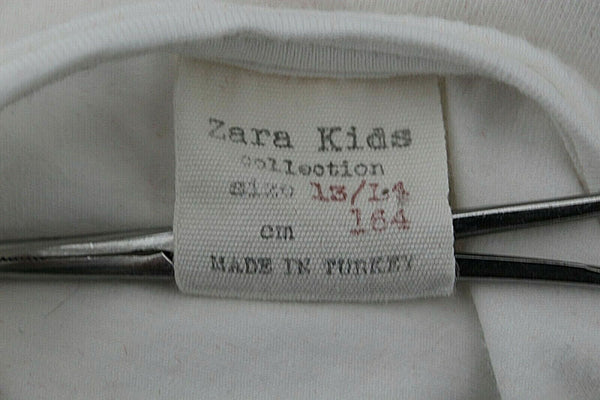 Zara Kids
Collection
size 13/14
cm 164
MADE IN TURKEY